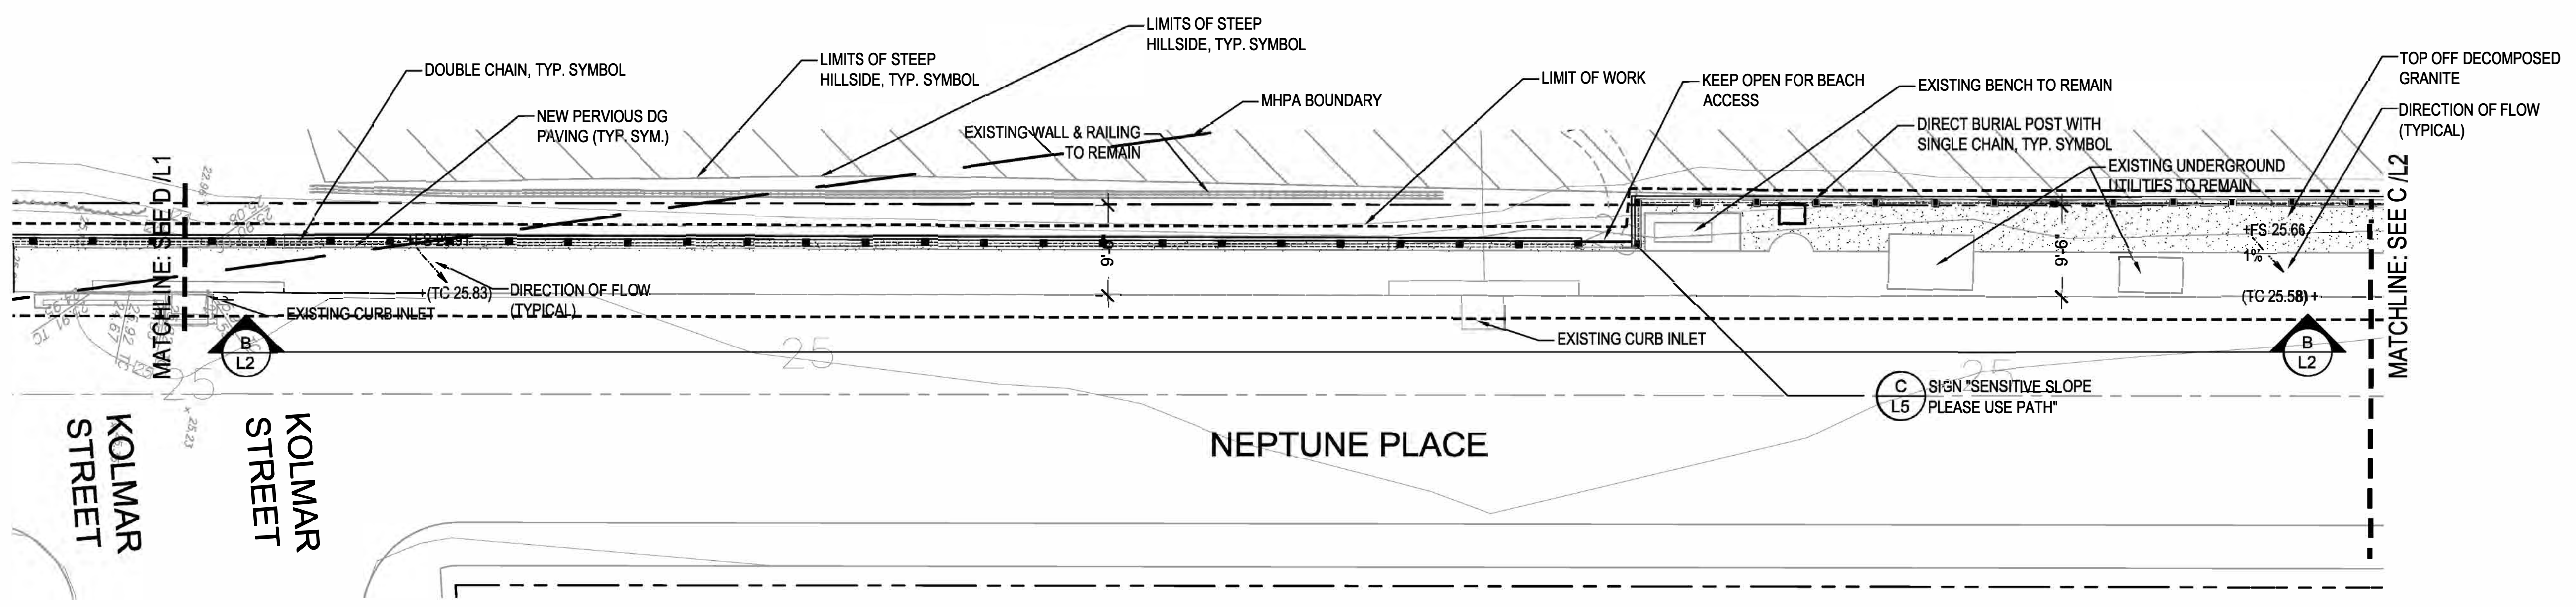 LIMITS OF STEEP
HILLSIDE, TYP. SYMBOL
LIMITS OF STEEP
HILLSIDE, TYP. SYMBOL
DOUBLE CHAIN, TYP. SYMBOL
NEW PERVIOUS DG
PAVING (TYP. SYM.)
MHPA BOUNDARY
EXISTING WALL & RAILING
TO REMAIN
LIMIT OF WORK
KEEP OPEN FOR BEACH
ACCESS
EXISTING BENCH TO REMAIN
DIRECT BURIAL POST WITH
SINGLE CHAIN, TYP. SYMBOL
EXISTING UNDERGROUND
UTILITIES TO REMAIN
TOP OFF DECOMPOSED
GRANITE
DIRECTION OF FLOW
(TYPICAL)
MATCHLINE: SEE D /L1
MATCHLINE: SEE C /L2
22.96
+FS 25.66
1%
(TC 25.58) +
9'-6"
+(TC 25.83)
DIRECTION OF FLOW
(TYPICAL)
EXISTING CURB INLET
EXISTING CURB INLET
B
L2
B
L2
25
25
25
+ 25.23
C
L5
SIGN "SENSITIVE SLOPE
PLEASE USE PATH"
KOLMAR
STREET
KOLMAR
STREET
NEPTUNE PLACE